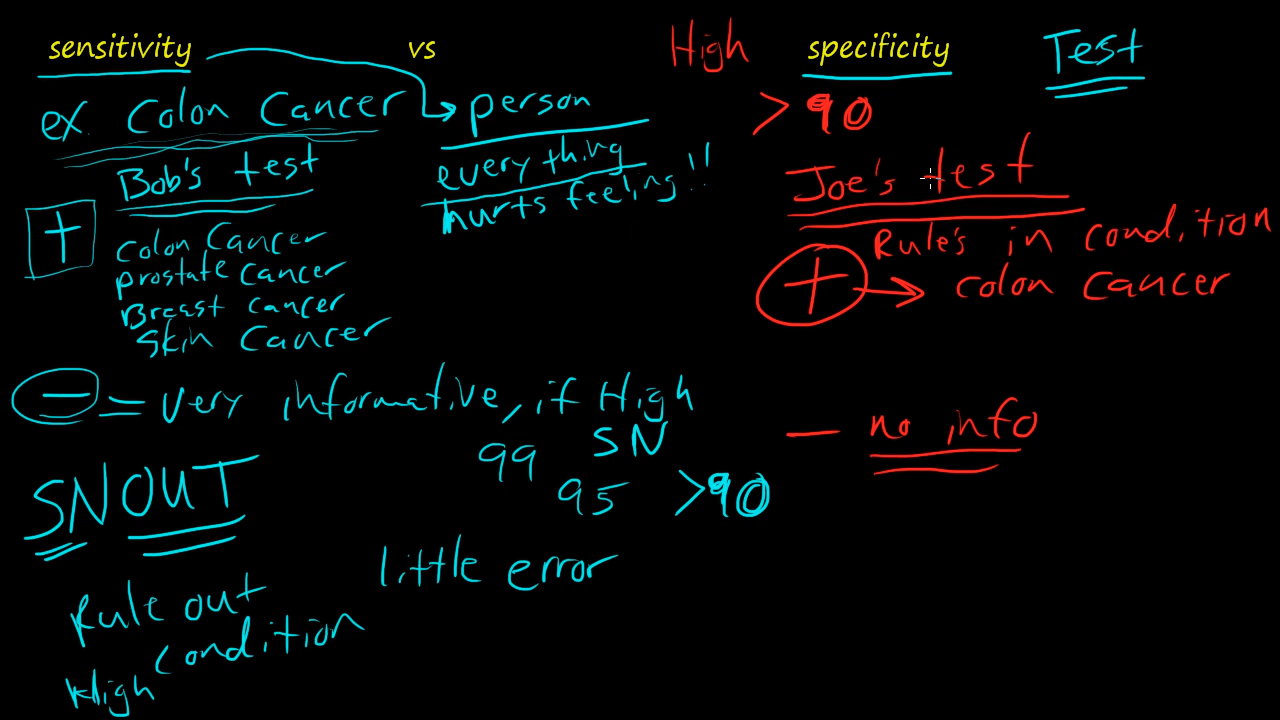 sensitivity vs High specificity Test
ex. Colon Cancer
person
> 90
Bob's test
every thing
hurts feeling!!
Joe's test
Rule's in condition
+ → colon cancer
+
Colon Cancer
prostate cancer
Breast cancer
Skin Cancer
− = very informative, if High
SN
99
95 >90
− no info
SNOUT
little error
Rule out
condition
High